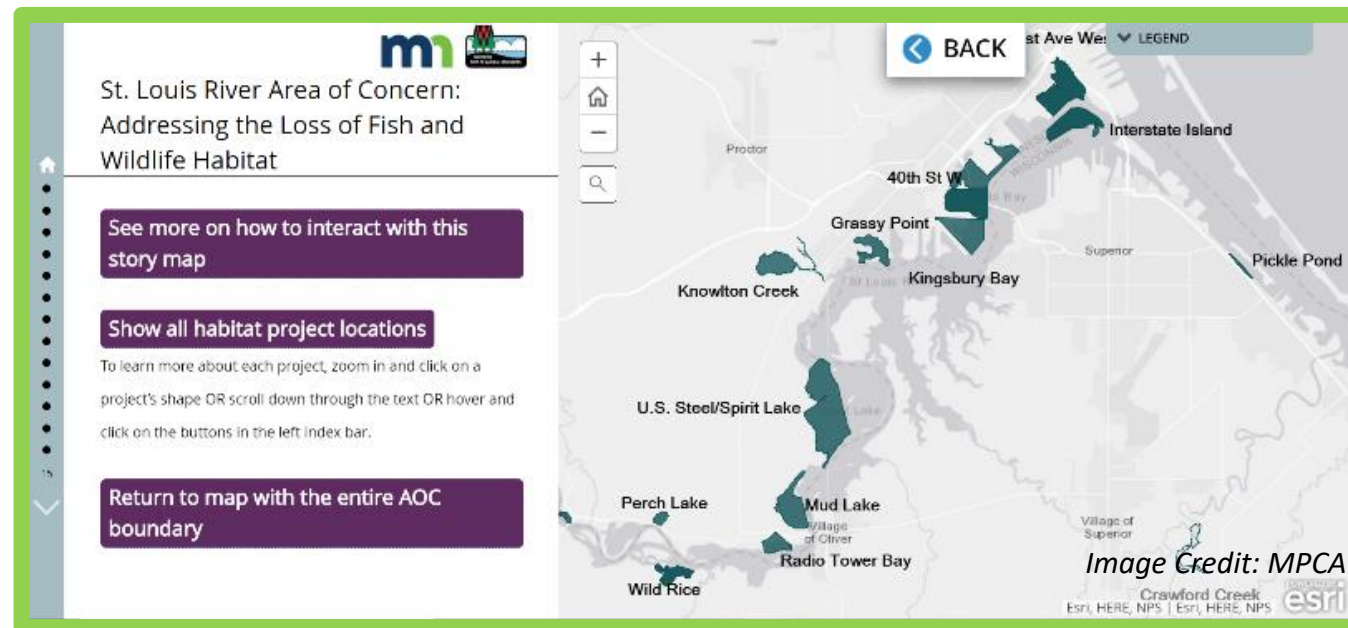 St. Louis River Area of Concern:
Addressing the Loss of Fish and
Wildlife Habitat
See more on how to interact with this
story map
Show all habitat project locations
To learn more about each project, zoom in and click on a
project's shape OR scroll down through the text OR hover and
click on the buttons in the left index bar.
Return to map with the entire AOC
boundary
15
BACK
st Ave Wes
LEGEND
Interstate Island
Proctor
40th St W
Grassy Point
Superior
Pickle Pond
Kingsbury Bay
Knowlton Creek
U.S. Steel/Spirit Lake
Perch Lake
Mud Lake
Village
of Oliver
Radio Tower Bay
Wild Rice
Village of
Superior
Image Credit: MPCA
Crawford Creek
Esri, HERE, NPS | Esri, HERE, NPS
esri